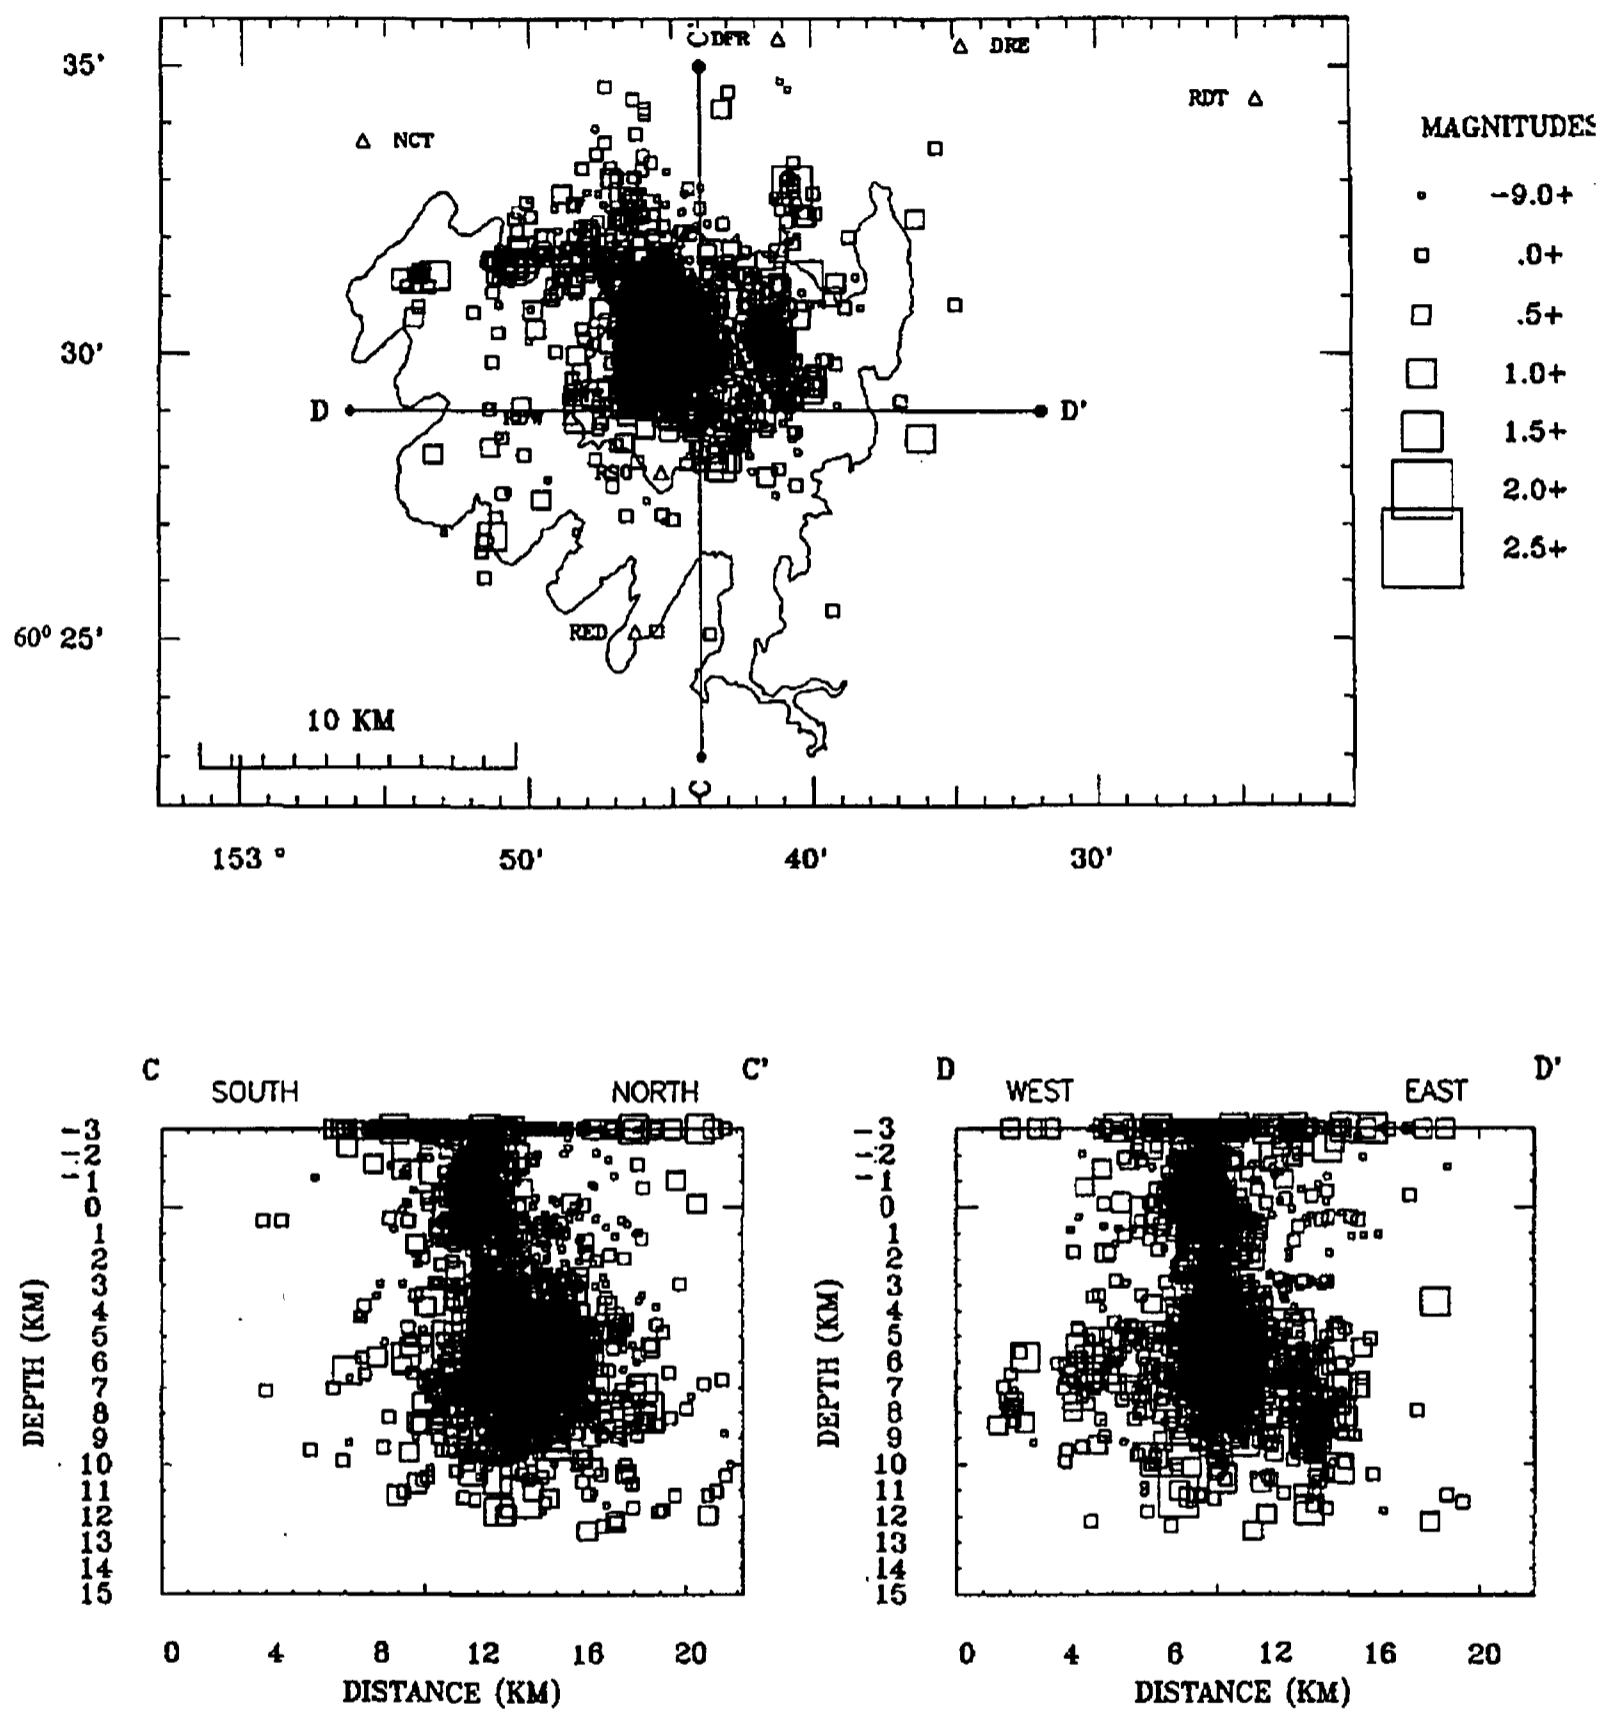 C'
DFR
DRE
35'
RDT
NCT
MAGNITUDES
-9.0+
.0+
.5+
30'
1.0+
D
D'
RDW
1.5+
RSO
2.0+
2.5+
60° 25'
RED
10 KM
C
153 °
50'
40'
30'
C
C'
D
D'
SOUTH
NORTH
WEST
EAST
-3
-2
-1
0
1
2
3
4
5
6
7
8
9
10
11
12
13
14
15
DEPTH (KM)
-3
-2
-1
0
1
2
3
4
5
6
7
8
9
10
11
12
13
14
15
DEPTH (KM)
0 4 8 12 16 20
DISTANCE (KM)
0 4 6 12 16 20
DISTANCE (KM)